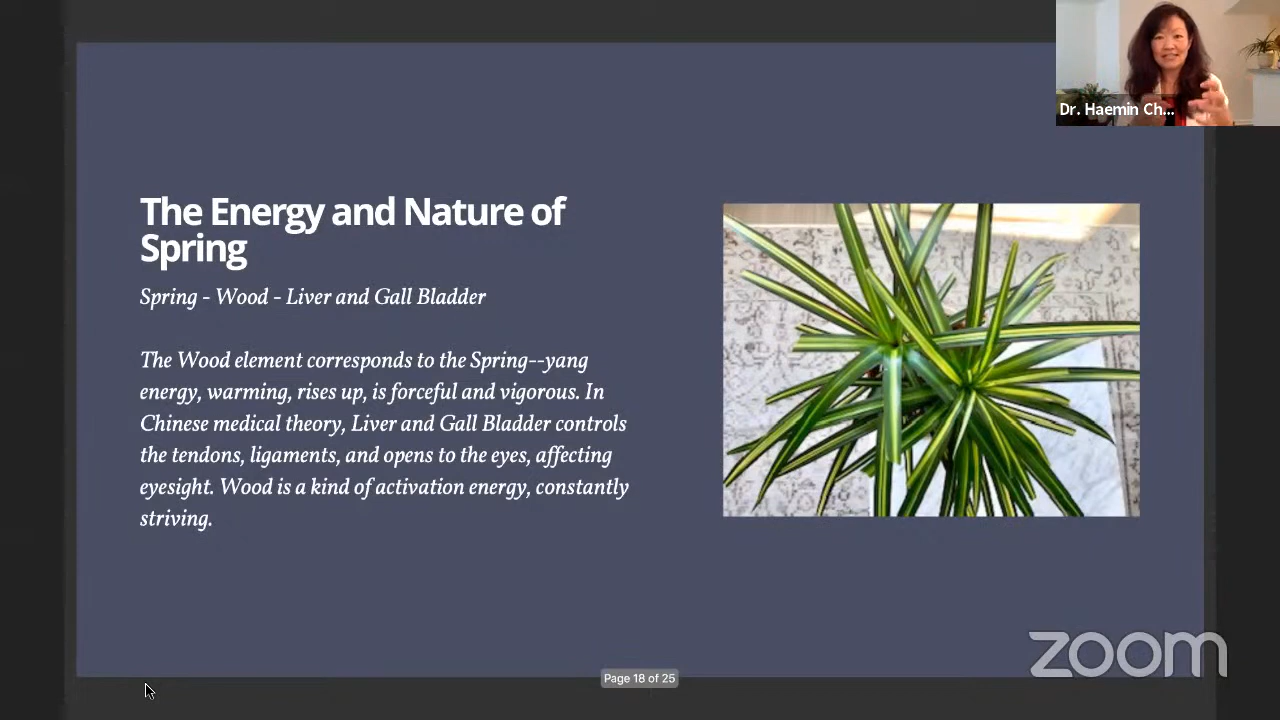 Dr. Haemin Ch...
The Energy and Nature of
Spring
Spring - Wood - Liver and Gall Bladder
The Wood element corresponds to the Spring--yang
energy, warming, rises up, is forceful and vigorous. In
Chinese medical theory, Liver and Gall Bladder controls
the tendons, ligaments, and opens to the eyes, affecting
eyesight. Wood is a kind of activation energy, constantly
striving.
zoom
Page 18 of 25